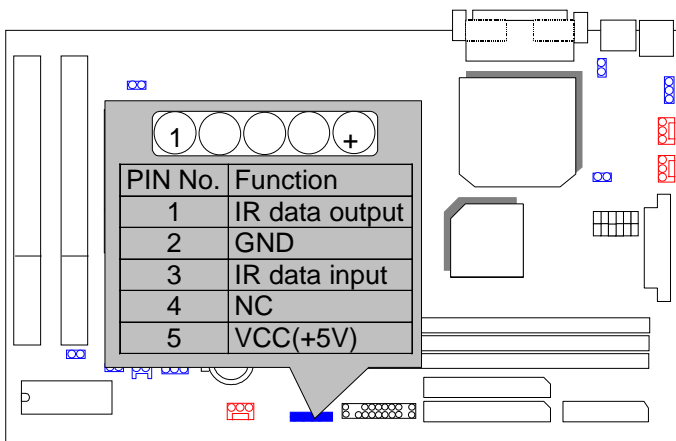 1 +
PIN No. Function
1 IR data output
2 GND
3 IR data input
4 NC
5 VCC(+5V)